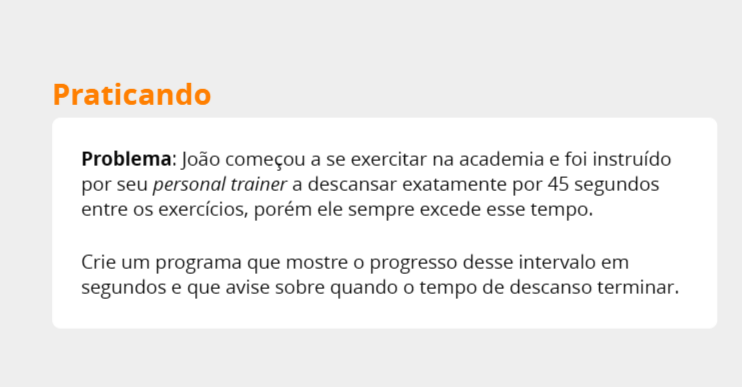 Praticando
Problema: João começou a se exercitar na academia e foi instruído
por seu personal trainer a descansar exatamente por 45 segundos
entre os exercícios, porém ele sempre excede esse tempo.
Crie um programa que mostre o progresso desse intervalo em
segundos e que avise sobre quando o tempo de descanso terminar.